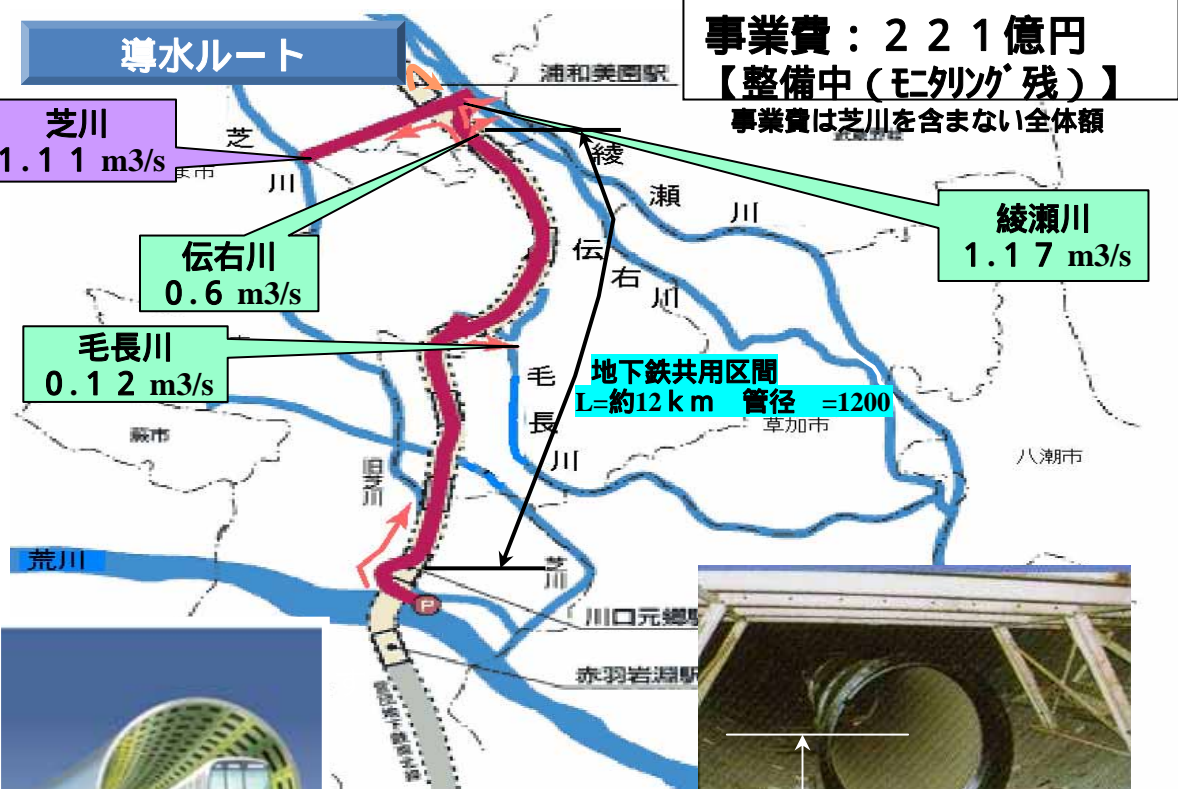 導水ルート
事業費：２２１億円
【整備中（ﾓﾆﾀﾘﾝｸﾞ残）】
事業費は芝川を含まない全体額
浦和美園駅
芝川
1.11 m3/s
芝川
綾瀬川
伝右川
綾瀬川
1.17 m3/s
伝右川
0.6 m3/s
毛長川
0.12 m3/s
毛長川
地下鉄共用区間
L=約12ｋｍ　管径　=1200
草加市
八潮市
蕨市
旧芝川
荒川
芝川
P
川口元郷駅
赤羽岩淵駅